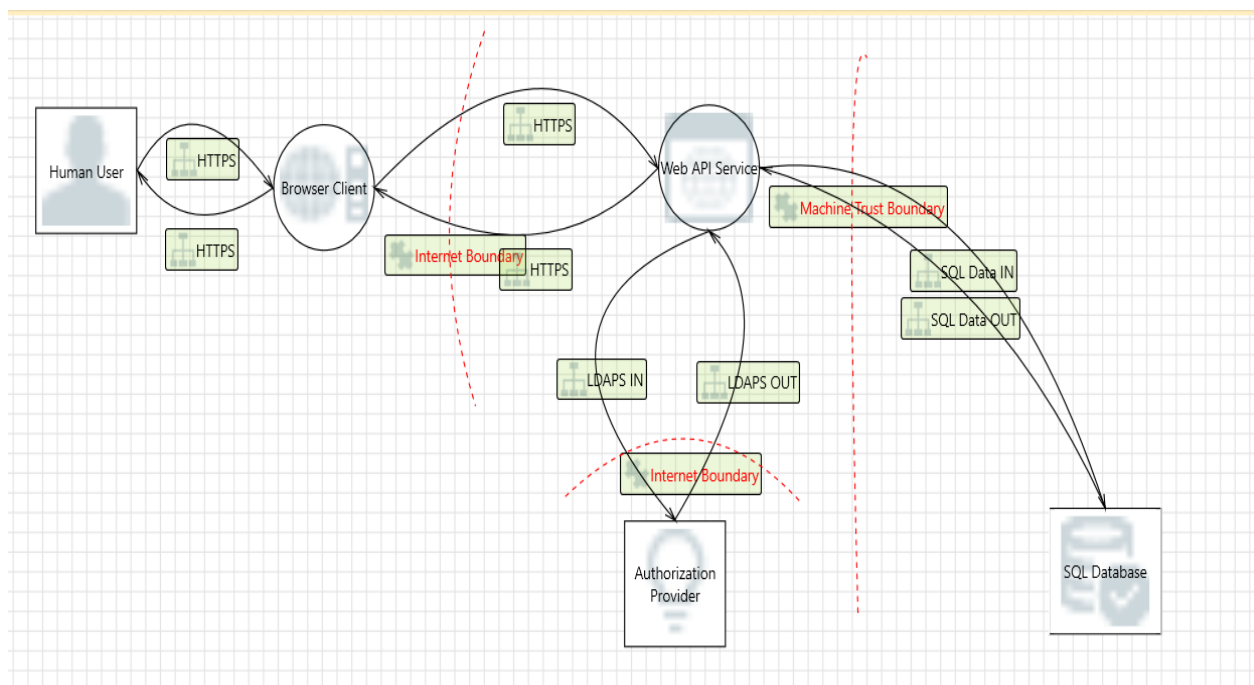 HTTPS
HTTPS
Human User
Browser Client
Web API Service
Machine Trust Boundary
HTTPS
Internet Boundary
HTTPS
SQL Data IN
SQL Data OUT
LDAPS IN
LDAPS OUT
Internet Boundary
Authorization
Provider
SQL Database